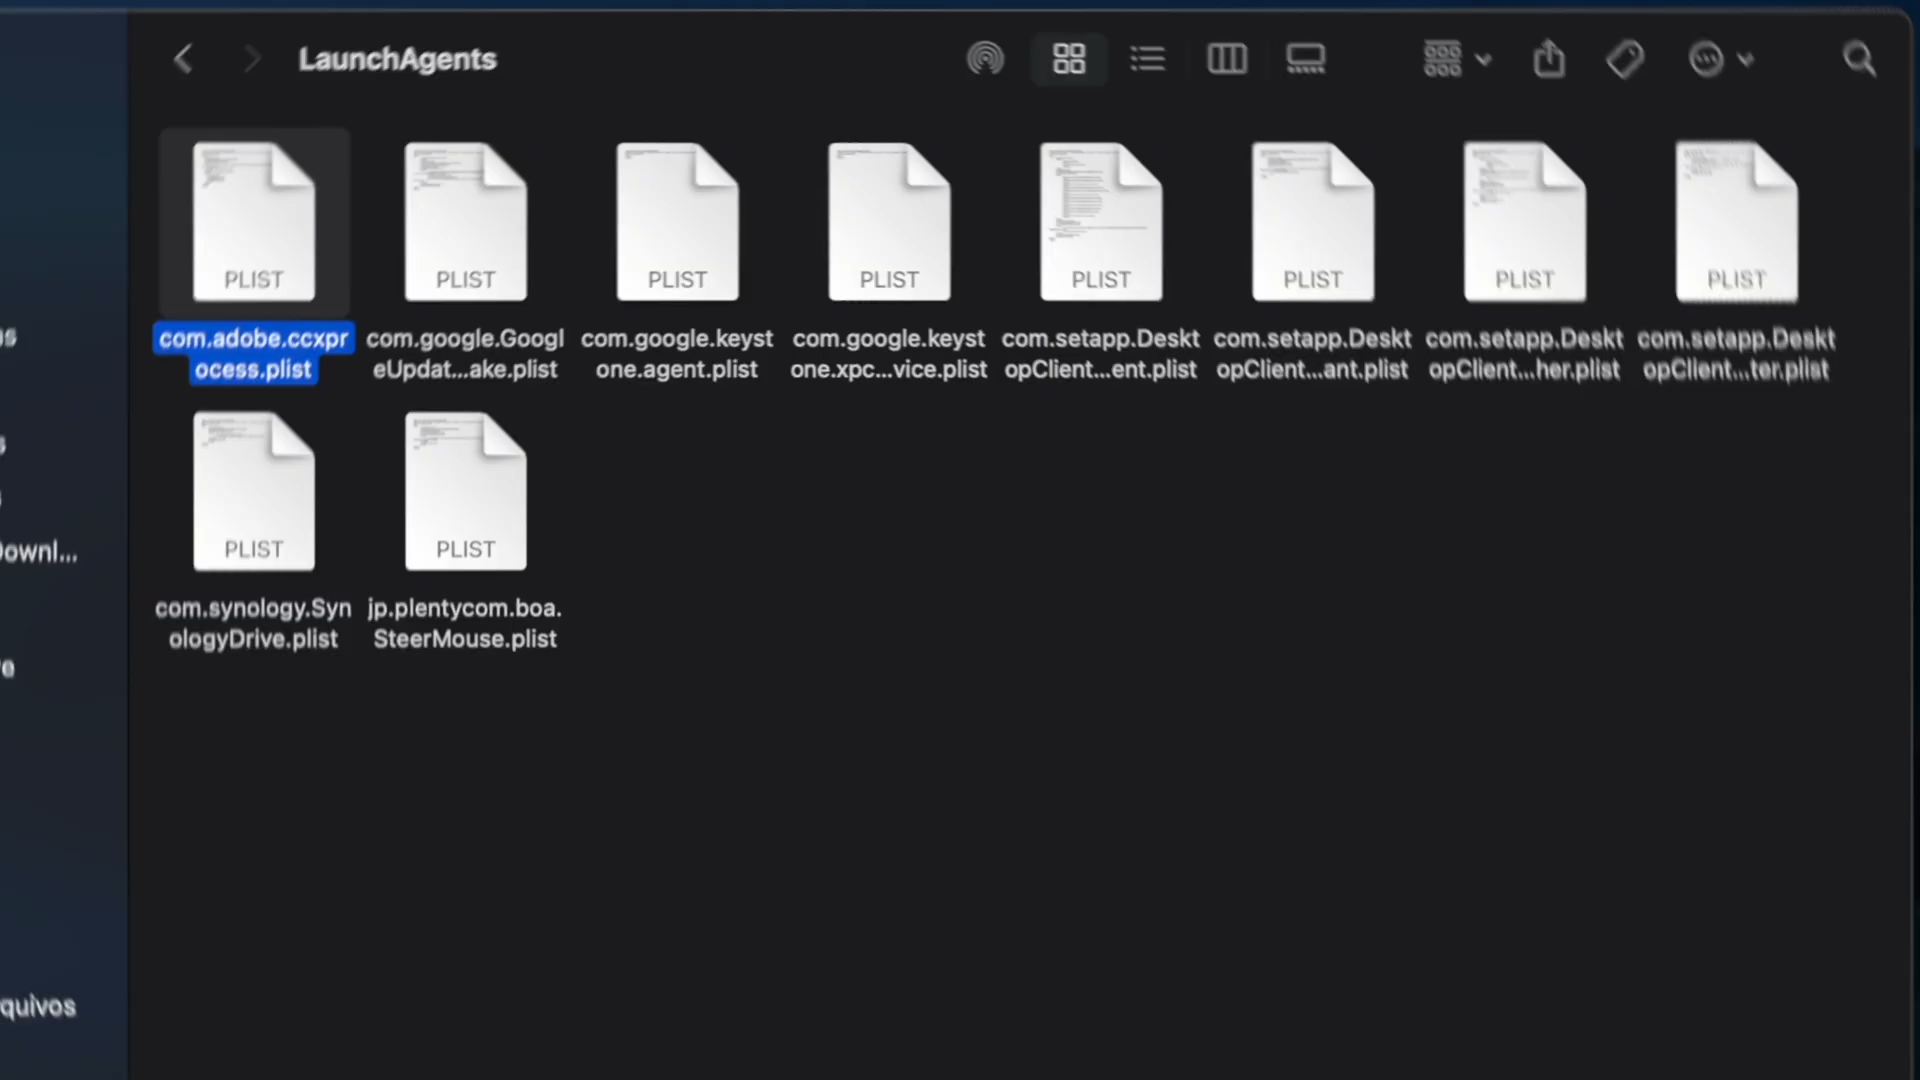 LaunchAgents
PLIST PLIST PLIST PLIST PLIST PLIST PLIST PLIST
com.adobe.ccxpr com.google.Googl com.google.keyst com.google.keyst com.setapp.Deskt com.setapp.Deskt com.setapp.Deskt com.setapp.Deskt
ocess.plist eUpdat...ake.plist one.agent.plist one.xpc...vice.plist opClient...ent.plist opClient...ant.plist opClient...her.plist opClient...ter.plist
PLIST PLIST
Downl...
com.synology.Syn jp.plentycom.boa.
ologyDrive.plist SteerMouse.plist
quivos